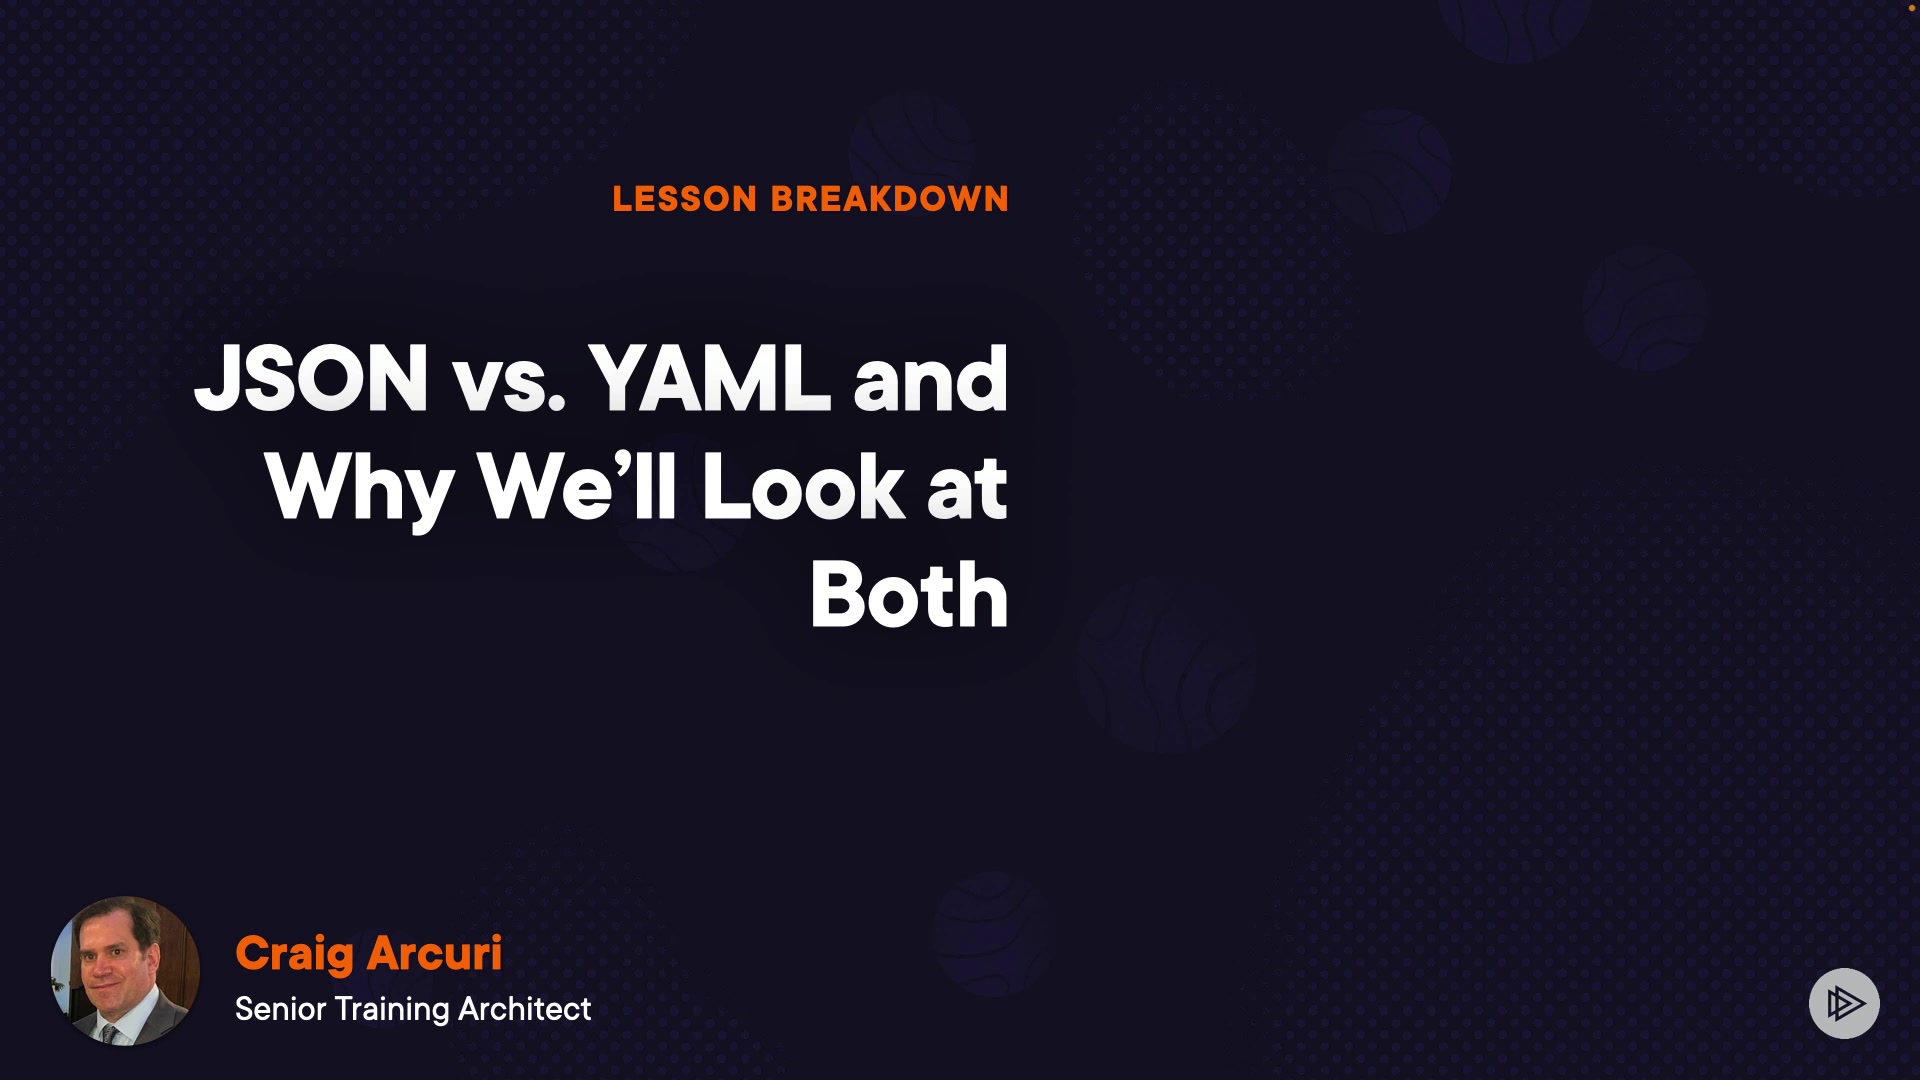 LESSON BREAKDOWN
JSON vs. YAML and
Why We’ll Look at
Both
Craig Arcuri
Senior Training Architect